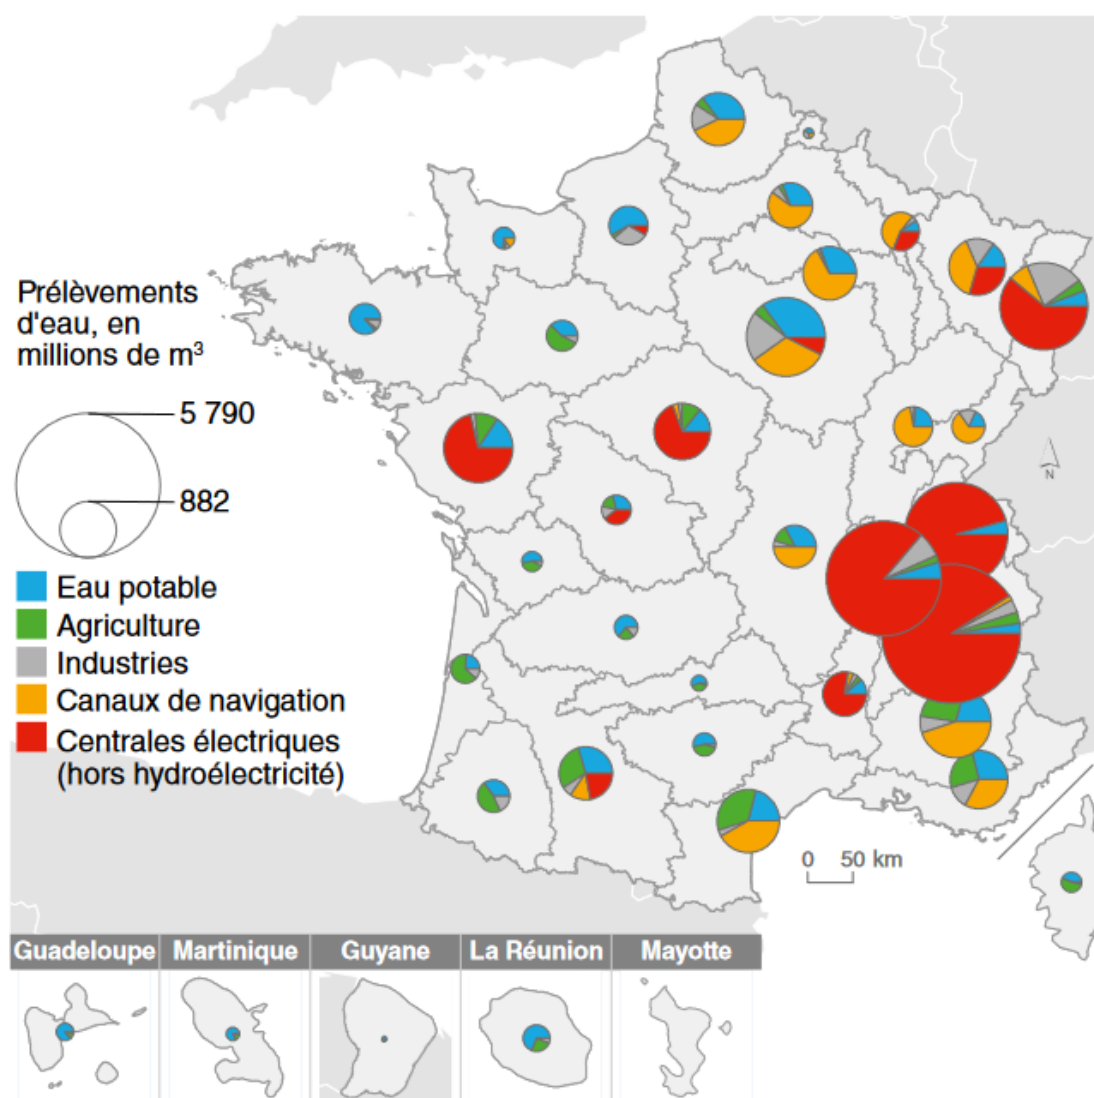 Prélèvements
d'eau, en
millions de m³
5 790
882
Eau potable
Agriculture
Industries
Canaux de navigation
Centrales électriques
(hors hydroélectricité)
N
0 50 km
Guadeloupe Martinique Guyane La Réunion Mayotte